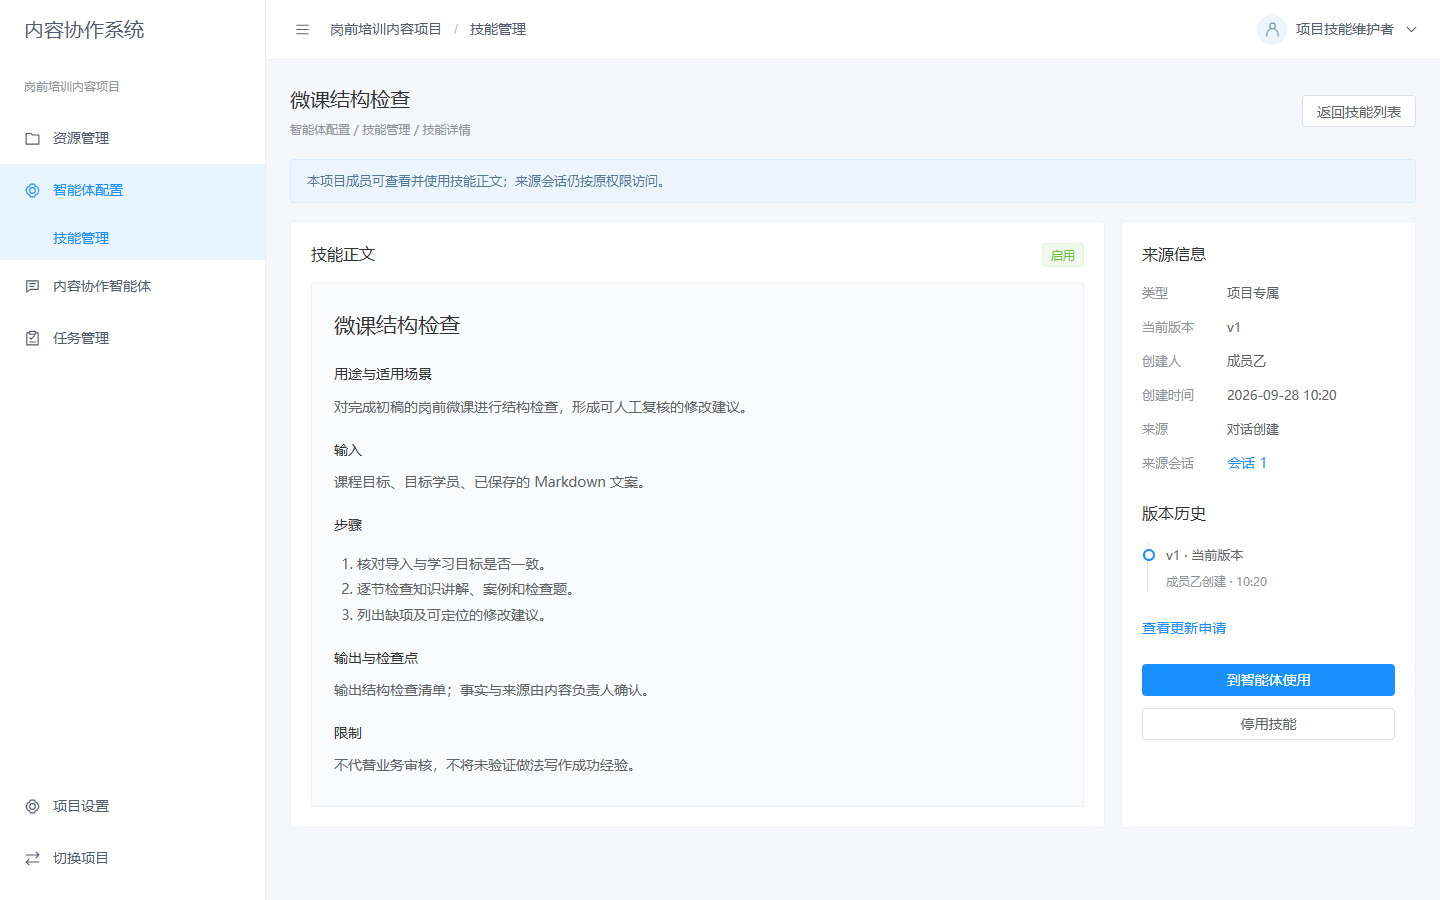 内容协作系统
岗前培训内容项目
资源管理
智能体配置
技能管理
内容协作智能体
任务管理
项目设置
切换项目
岗前培训内容项目 / 技能管理
项目技能维护者
微课结构检查
智能体配置 / 技能管理 / 技能详情
返回技能列表
本项目成员可查看并使用技能正文；来源会话仍按原权限访问。
技能正文
启用
微课结构检查
用途与适用场景
对完成初稿的岗前微课进行结构检查，形成可人工复核的修改建议。
输入
课程目标、目标学员、已保存的 Markdown 文案。
步骤
1. 核对导入与学习目标是否一致。
2. 逐节检查知识讲解、案例和检查题。
3. 列出缺项及可定位的修改建议。
输出与检查点
输出结构检查清单；事实与来源由内容负责人确认。
限制
不代替业务审核，不将未验证做法写作成功经验。
来源信息
类型 项目专属
当前版本 v1
创建人 成员乙
创建时间 2026-09-28 10:20
来源 对话创建
来源会话 会话 1
版本历史
v1 · 当前版本
成员乙创建 · 10:20
查看更新申请
到智能体使用
停用技能